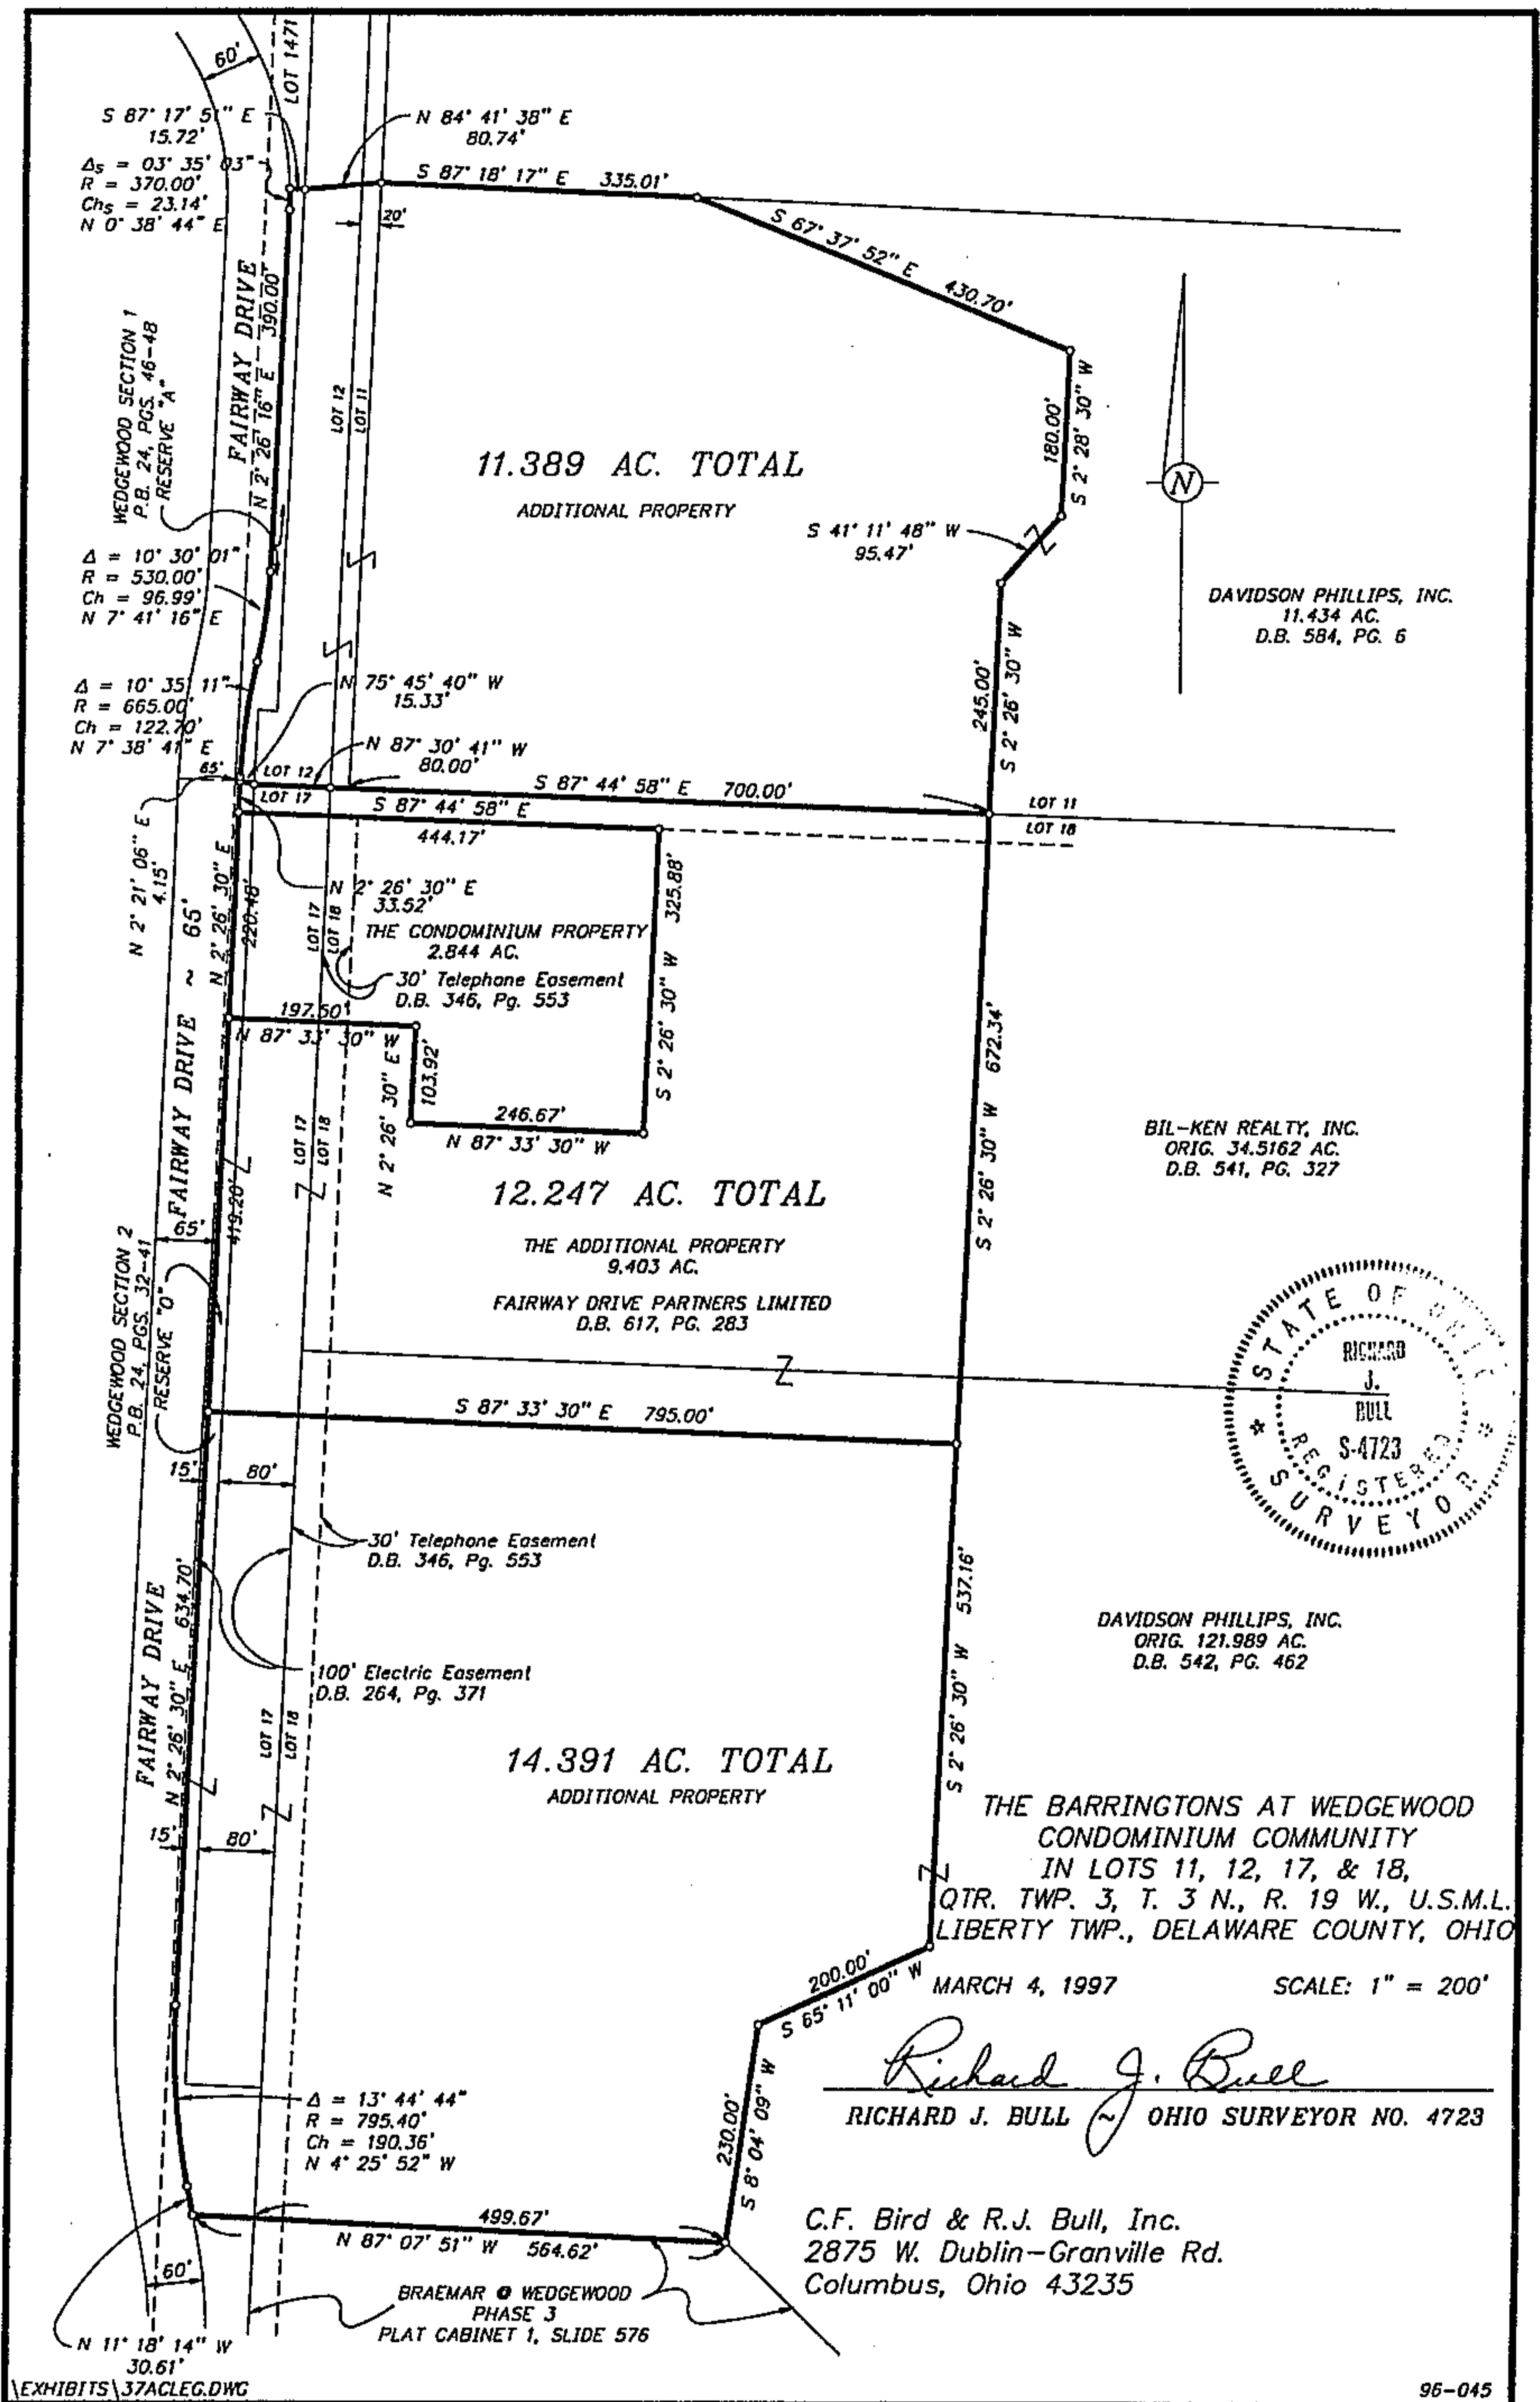 60'
LOT 1471
S 87° 17' 51" E
15.72'
N 84° 41' 38" E
80.74'
Δs = 03° 35' 03"
R = 370.00'
Chs = 23.14'
N 0° 38' 44" E
S 87° 18' 17" E 335.01'
20'
S 67° 37' 52" E 430.70'
FAIRWAY DRIVE
N 2° 26' 16" E 390.00'
WEDGEWOOD SECTION 1
P.B. 24, PGS. 46-48
RESERVE "A"
LOT 12
LOT 11
180.00'
S 2° 28' 30" W
N
11.389 AC. TOTAL
ADDITIONAL PROPERTY
S 41° 11' 48" W
95.47'
Δ = 10° 30' 01"
R = 530.00'
Ch = 96.99'
N 7° 41' 16" E
DAVIDSON PHILLIPS, INC.
11.434 AC.
D.B. 584, PG. 6
245.00'
S 2° 26' 30" W
Δ = 10° 35' 11"
R = 665.00'
Ch = 122.70'
N 7° 38' 41" E
N 75° 45' 40" W
15.33'
N 87° 30' 41" W
80.00'
65'
LOT 12
LOT 17
S 87° 44' 58" E 700.00'
LOT 11
LOT 18
S 87° 44' 58" E
444.17'
N 2° 21' 06" E
4.15'
N 2° 26' 30" E
220.48'
N 2° 26' 30" E
33.52'
LOT 17
LOT 18
THE CONDOMINIUM PROPERTY
2.844 AC.
30' Telephone Easement
D.B. 346, Pg. 553
S 2° 26' 30" W 325.88'
FAIRWAY DRIVE ~ 65'
197.50'
N 87° 33' 30" W
N 2° 26' 30" E
103.92'
246.67'
N 87° 33' 30" W
S 2° 26' 30" W 672.34'
LOT 17
LOT 18
BIL-KEN REALTY, INC.
ORIG. 34.5162 AC.
D.B. 541, PG. 327
419.20'
65'
12.247 AC. TOTAL
THE ADDITIONAL PROPERTY
9.403 AC.
FAIRWAY DRIVE PARTNERS LIMITED
D.B. 617, PG. 283
WEDGEWOOD SECTION 2
P.B. 24, PGS. 32-41
RESERVE "O"
STATE OF OHIO
RICHARD
J.
BULL
S-4723
REGISTERED
* SURVEYOR *
S 87° 33' 30" E 795.00'
15'
80'
30' Telephone Easement
D.B. 346, Pg. 553
FAIRWAY DRIVE
N 2° 26' 30" E 634.70'
S 2° 26' 30" W 537.16'
DAVIDSON PHILLIPS, INC.
ORIG. 121.989 AC.
D.B. 542, PG. 462
100' Electric Easement
D.B. 264, Pg. 371
LOT 17
LOT 18
14.391 AC. TOTAL
ADDITIONAL PROPERTY
15'
80'
THE BARRINGTONS AT WEDGEWOOD
CONDOMINIUM COMMUNITY
IN LOTS 11, 12, 17, & 18,
QTR. TWP. 3, T. 3 N., R. 19 W., U.S.M.L.
LIBERTY TWP., DELAWARE COUNTY, OHIO
200.00'
S 65° 11' 00" W
MARCH 4, 1997 SCALE: 1" = 200'
Richard J. Bull
RICHARD J. BULL ~ OHIO SURVEYOR NO. 4723
230.00'
S 8° 04' 09" W
Δ = 13° 44' 44"
R = 795.40'
Ch = 190.36'
N 4° 25' 52" W
499.67'
N 87° 07' 51" W 564.62'
C.F. Bird & R.J. Bull, Inc.
2875 W. Dublin-Granville Rd.
Columbus, Ohio 43235
60'
BRAEMAR @ WEDGEWOOD
PHASE 3
PLAT CABINET 1, SLIDE 576
N 11° 18' 14" W
30.61'
\EXHIBITS\37ACLEG.DWG
96-045